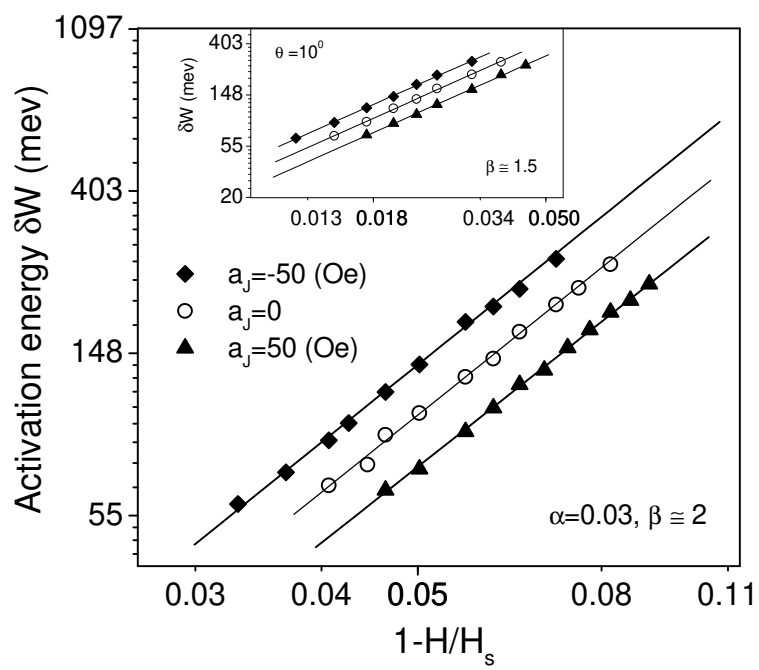 1097
403
148
55
Activation energy δW (mev)
403
148
55
20
δW (mev)
θ =10⁰
β ≅ 1.5
0.013 0.018 0.034 0.050
a_J=-50 (Oe)
a_J=0
a_J=50 (Oe)
α=0.03, β ≅ 2
0.03 0.04 0.05 0.08 0.11
1-H/H_s